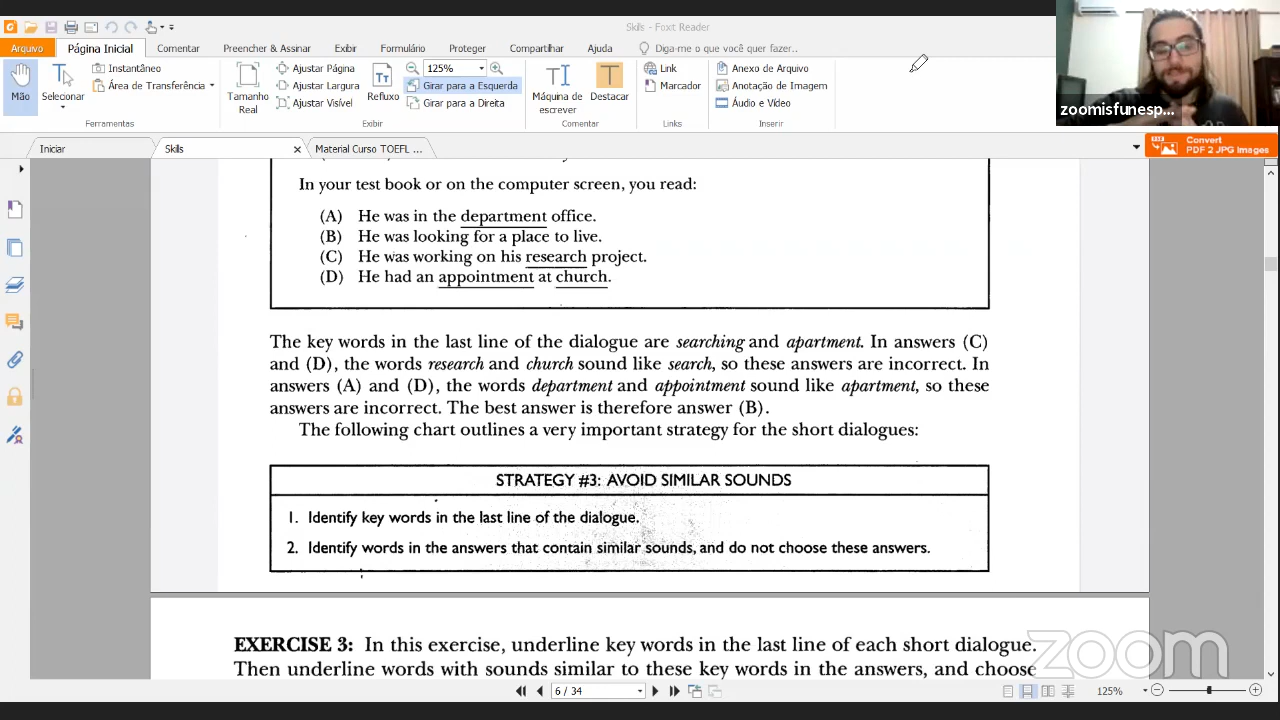 Skils - Foxt Reader
Arquivo
Página Inicial
Comentar
Preencher & Assinar
Exibir
Formulário
Proteger
Compartilhar
Ajuda
Diga-me o que você quer fazer..
Mão
Selecionar
Instantâneo
Área de Transferência
Ferramentas
Tamanho
Real
Ajustar Página
Ajustar Largura
Ajustar Visível
Refluxo
125%
Girar para a Esquerda
Girar para a Direita
Exibir
Máquina de
escrever
Destacar
Comentar
Link
Marcador
Links
Anexo de Arquivo
Anotação de Imagem
Áudio e Vídeo
Inserir
zoomisfunesp...
Iniciar
Skills
Material Curso TOEFL ...
Convert
PDF 2 JPG Images
In your test book or on the computer screen, you read:
(A) He was in the department office.
(B) He was looking for a place to live.
(C) He was working on his research project.
(D) He had an appointment at church.
The key words in the last line of the dialogue are searching and apartment. In answers (C)
and (D), the words research and church sound like search, so these answers are incorrect. In
answers (A) and (D), the words department and appointment sound like apartment, so these
answers are incorrect. The best answer is therefore answer (B).
The following chart outlines a very important strategy for the short dialogues:
STRATEGY #3: AVOID SIMILAR SOUNDS
1. Identify key words in the last line of the dialogue.
2. Identify words in the answers that contain similar sounds, and do not choose these answers.
EXERCISE 3: In this exercise, underline key words in the last line of each short dialogue.
Then underline words with sounds similar to these key words in the answers, and choose
zoom
6 / 34
125%